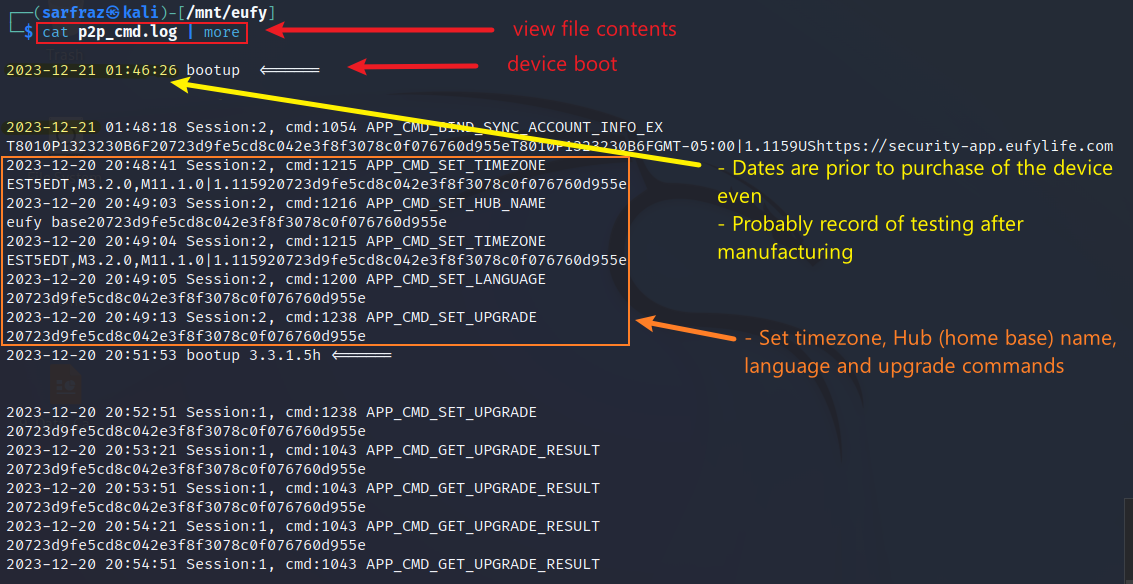 ┌──(sarfraz㉿kali)-[/mnt/eufy]
└─$ cat p2p_cmd.log | more
view file contents
2023-12-21 01:46:26 bootup <======
device boot
2023-12-21 01:48:18 Session:2, cmd:1054 APP_CMD_BIND_SYNC_ACCOUNT_INFO_EX
T8010P1323230B6F20723d9fe5cd8c042e3f8f3078c0f076760d955eT8010P1323230B6FGMT-05:00|1.1159UShttps://security-app.eufylife.com
2023-12-20 20:48:41 Session:2, cmd:1215 APP_CMD_SET_TIMEZONE
EST5EDT,M3.2.0,M11.1.0|1.115920723d9fe5cd8c042e3f8f3078c0f076760d955e
2023-12-20 20:49:03 Session:2, cmd:1216 APP_CMD_SET_HUB_NAME
eufy base20723d9fe5cd8c042e3f8f3078c0f076760d955e
2023-12-20 20:49:04 Session:2, cmd:1215 APP_CMD_SET_TIMEZONE
EST5EDT,M3.2.0,M11.1.0|1.115920723d9fe5cd8c042e3f8f3078c0f076760d955e
2023-12-20 20:49:05 Session:2, cmd:1200 APP_CMD_SET_LANGUAGE
20723d9fe5cd8c042e3f8f3078c0f076760d955e
2023-12-20 20:49:13 Session:2, cmd:1238 APP_CMD_SET_UPGRADE
20723d9fe5cd8c042e3f8f3078c0f076760d955e
2023-12-20 20:51:53 bootup 3.3.1.5h <======
- Dates are prior to purchase of the device
even
- Probably record of testing after
manufacturing
- Set timezone, Hub (home base) name,
language and upgrade commands
2023-12-20 20:52:51 Session:1, cmd:1238 APP_CMD_SET_UPGRADE
20723d9fe5cd8c042e3f8f3078c0f076760d955e
2023-12-20 20:53:21 Session:1, cmd:1043 APP_CMD_GET_UPGRADE_RESULT
20723d9fe5cd8c042e3f8f3078c0f076760d955e
2023-12-20 20:53:51 Session:1, cmd:1043 APP_CMD_GET_UPGRADE_RESULT
20723d9fe5cd8c042e3f8f3078c0f076760d955e
2023-12-20 20:54:21 Session:1, cmd:1043 APP_CMD_GET_UPGRADE_RESULT
20723d9fe5cd8c042e3f8f3078c0f076760d955e
2023-12-20 20:54:51 Session:1, cmd:1043 APP_CMD_GET_UPGRADE_RESULT